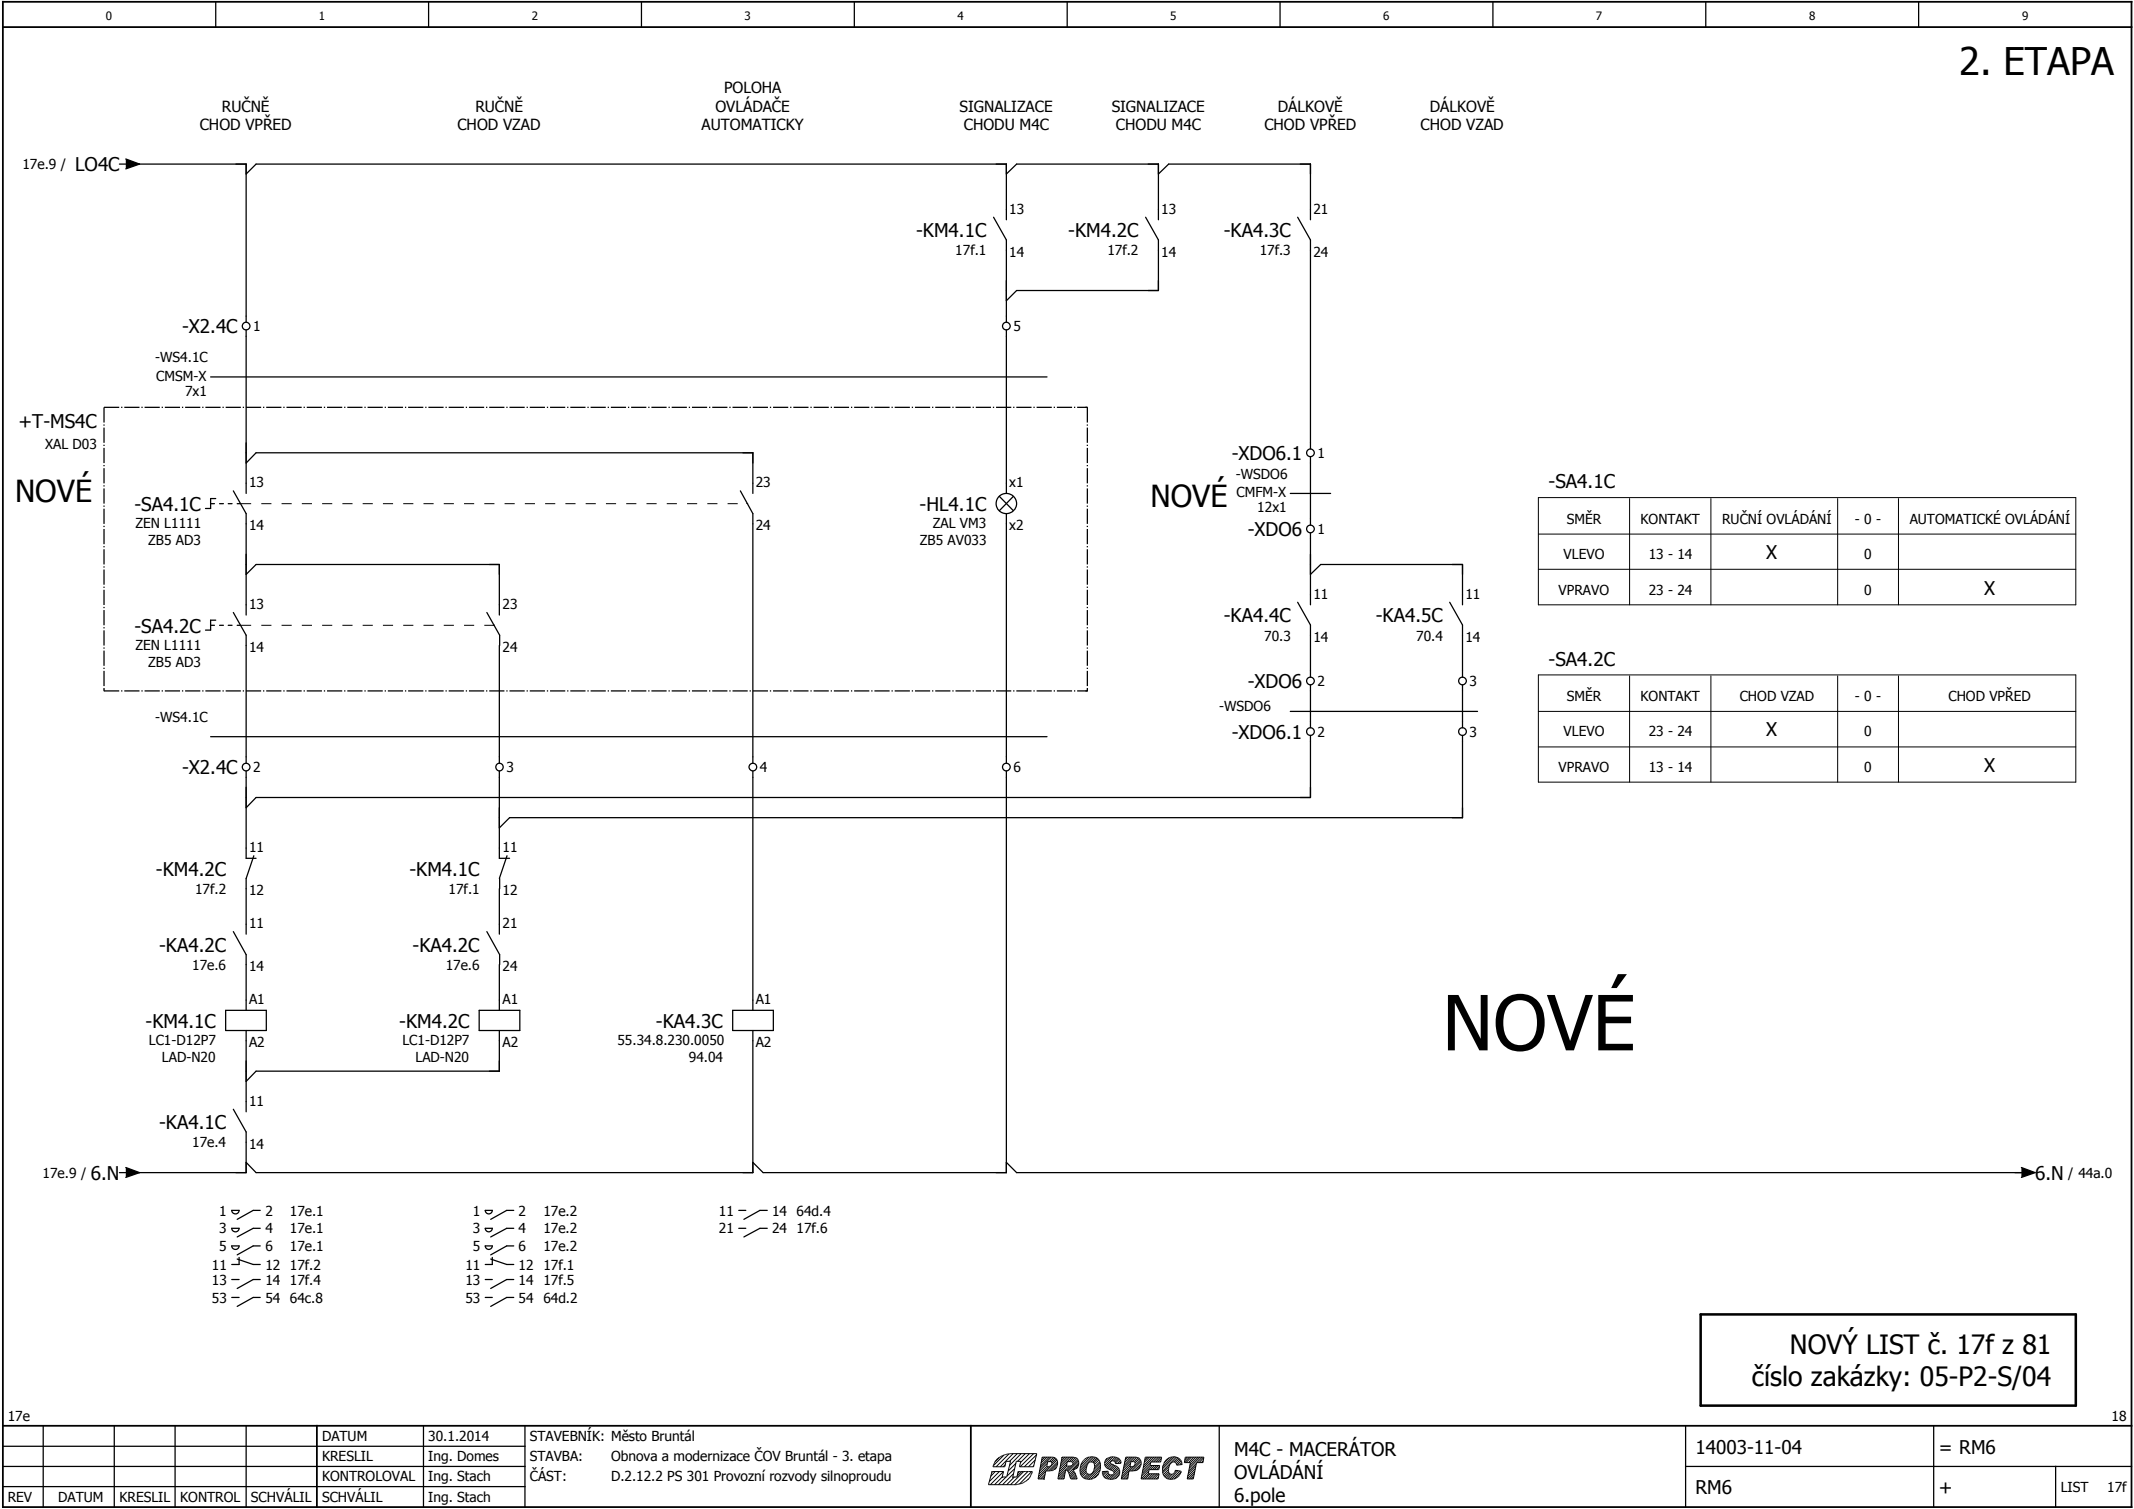 0 1 2 3 4 5 6 7 8 9
2. ETAPA
RUČNĚ
CHOD VPŘED
RUČNĚ
CHOD VZAD
POLOHA
OVLÁDAČE
AUTOMATICKY
SIGNALIZACE
CHODU M4C
SIGNALIZACE
CHODU M4C
DÁLKOVĚ
CHOD VPŘED
DÁLKOVĚ
CHOD VZAD
17e.9 / LO4C
-KM4.1C
17f.1
13
14
-KM4.2C
17f.2
13
14
-KA4.3C
17f.3
21
24
-X2.4C 1
5
-WS4.1C
CMSM-X
7x1
+T-MS4C
XAL D03
NOVÉ
-SA4.1C
ZEN L1111
ZB5 AD3
13
14
23
24
-HL4.1C
ZAL VM3
ZB5 AV033
x1
x2
NOVÉ
-XDO6.1 1
-WSDO6
CMFM-X
12x1
-XDO6 1
-SA4.2C
ZEN L1111
ZB5 AD3
13
14
23
24
-KA4.4C
70.3
11
14
-KA4.5C
70.4
11
14
-XDO6 2
3
-WSDO6
-XDO6.1 2
3
-WS4.1C
-X2.4C 2
3
4
6
-SA4.1C
SMĚR KONTAKT RUČNÍ OVLÁDÁNÍ - 0 - AUTOMATICKÉ OVLÁDÁNÍ
VLEVO 13 - 14 X 0
VPRAVO 23 - 24 0 X
-SA4.2C
SMĚR KONTAKT CHOD VZAD - 0 - CHOD VPŘED
VLEVO 23 - 24 X 0
VPRAVO 13 - 14 0 X
-KM4.2C
17f.2
11
12
-KM4.1C
17f.1
11
12
-KA4.2C
17e.6
11
14
-KA4.2C
17e.6
21
24
-KM4.1C
LC1-D12P7
LAD-N20
A1
A2
-KM4.2C
LC1-D12P7
LAD-N20
A1
A2
-KA4.3C
55.34.8.230.0050
94.04
A1
A2
NOVÉ
-KA4.1C
17e.4
11
14
17e.9 / 6.N
6.N / 44a.0
1 2 17e.1
3 4 17e.1
5 6 17e.1
11 12 17f.2
13 14 17f.4
53 54 64c.8
1 2 17e.2
3 4 17e.2
5 6 17e.2
11 12 17f.1
13 14 17f.5
53 54 64d.2
11 14 64d.4
21 24 17f.6
NOVÝ LIST č. 17f z 81
číslo zakázky: 05-P2-S/04
17e
18
DATUM 30.1.2014
KRESLIL Ing. Domes
KONTROLOVAL Ing. Stach
REV DATUM KRESLIL KONTROL SCHVÁLIL SCHVÁLIL Ing. Stach
STAVEBNÍK: Město Bruntál
STAVBA: Obnova a modernizace ČOV Bruntál - 3. etapa
ČÁST: D.2.12.2 PS 301 Provozní rozvody silnoproudu
PROSPECT
M4C - MACERÁTOR
OVLÁDÁNÍ
6.pole
14003-11-04
= RM6
RM6
+
LIST 17f